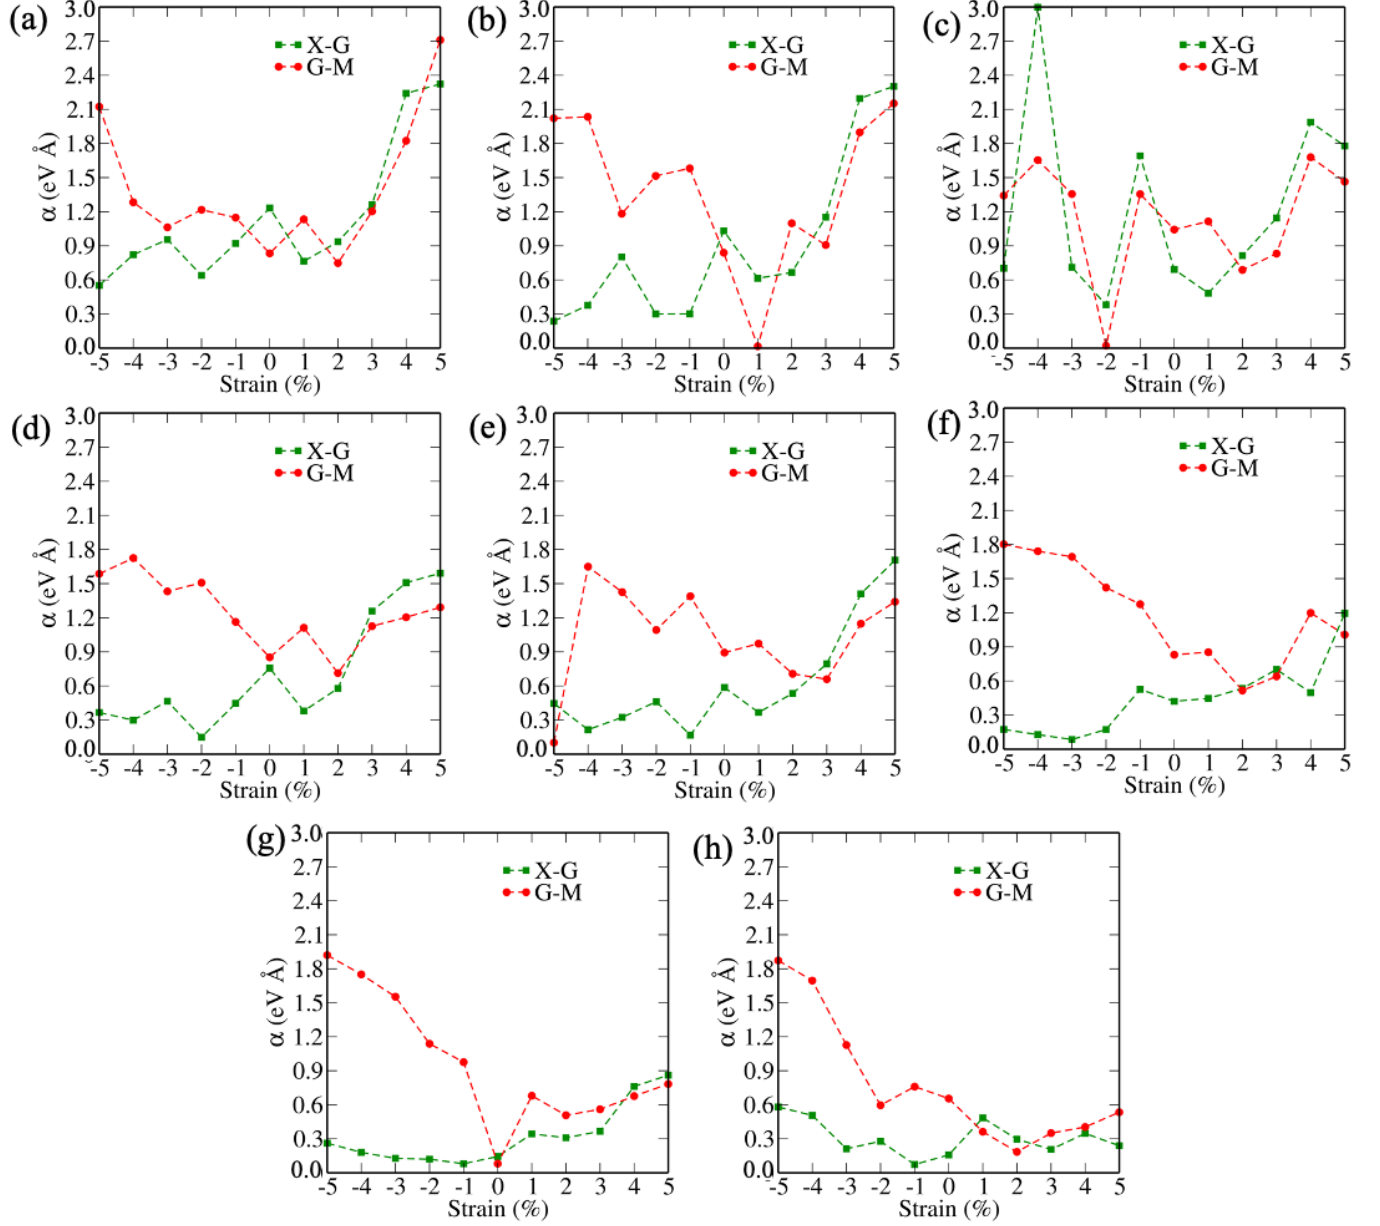 (a)
3.0
2.7
2.4
2.1
1.8
1.5
1.2
0.9
0.6
0.3
0.0
α (eV Å)
X-G
G-M
-5 -4 -3 -2 -1 0 1 2 3 4 5
Strain (%)
(b)
3.0
2.7
2.4
2.1
1.8
1.5
1.2
0.9
0.6
0.3
0.0
α (eV Å)
X-G
G-M
-5 -4 -3 -2 -1 0 1 2 3 4 5
Strain (%)
(c)
3.0
2.7
2.4
2.1
1.8
1.5
1.2
0.9
0.6
0.3
0.0
α (eV Å)
X-G
G-M
-5 -4 -3 -2 -1 0 1 2 3 4 5
Strain (%)
(d)
3.0
2.7
2.4
2.1
1.8
1.5
1.2
0.9
0.6
0.3
0.0
α (eV Å)
X-G
G-M
-5 -4 -3 -2 -1 0 1 2 3 4 5
Strain (%)
(e)
3.0
2.7
2.4
2.1
1.8
1.5
1.2
0.9
0.6
0.3
0.0
α (eV Å)
X-G
G-M
-5 -4 -3 -2 -1 0 1 2 3 4 5
Strain (%)
(f)
3.0
2.7
2.4
2.1
1.8
1.5
1.2
0.9
0.6
0.3
0.0
α (eV Å)
X-G
G-M
-5 -4 -3 -2 -1 0 1 2 3 4 5
Strain (%)
(g)
3.0
2.7
2.4
2.1
1.8
1.5
1.2
0.9
0.6
0.3
0.0
α (eV Å)
X-G
G-M
-5 -4 -3 -2 -1 0 1 2 3 4 5
Strain (%)
(h)
3.0
2.7
2.4
2.1
1.8
1.5
1.2
0.9
0.6
0.3
0.0
α (eV Å)
X-G
G-M
-5 -4 -3 -2 -1 0 1 2 3 4 5
Strain (%)